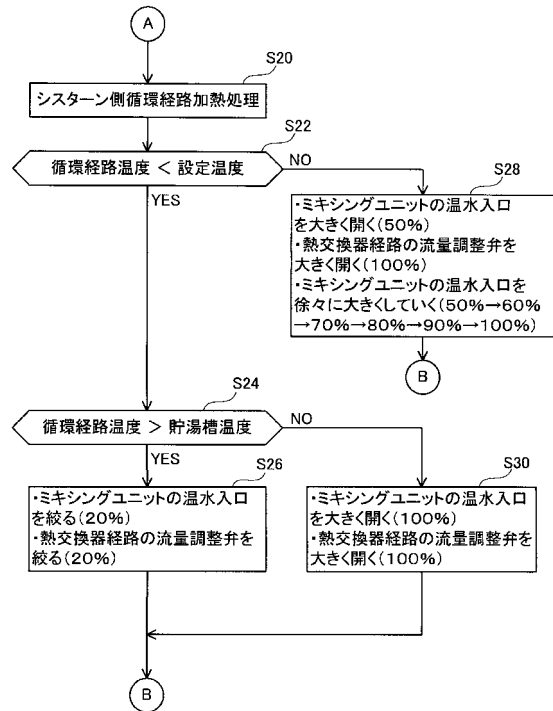 A
S20
システーン側循環経路加熱処理
S22
循環経路温度 < 設定温度
NO
YES
S28
・ミキシングユニットの温水入口
を大きく開く(50%)
・熱交換器経路の流量調整弁を
大きく開く(100%)
・ミキシングユニットの温水入口を
徐々に大きくしていく(50%→60%
→70%→80%→90%→100%)
B
S24
循環経路温度 > 貯湯槽温度
NO
YES
S26
・ミキシングユニットの温水入口
を絞る(20%)
・熱交換器経路の流量調整弁を
絞る(20%)
S30
・ミキシングユニットの温水入口
を大きく開く(100%)
・熱交換器経路の流量調整弁を
大きく開く(100%)
B